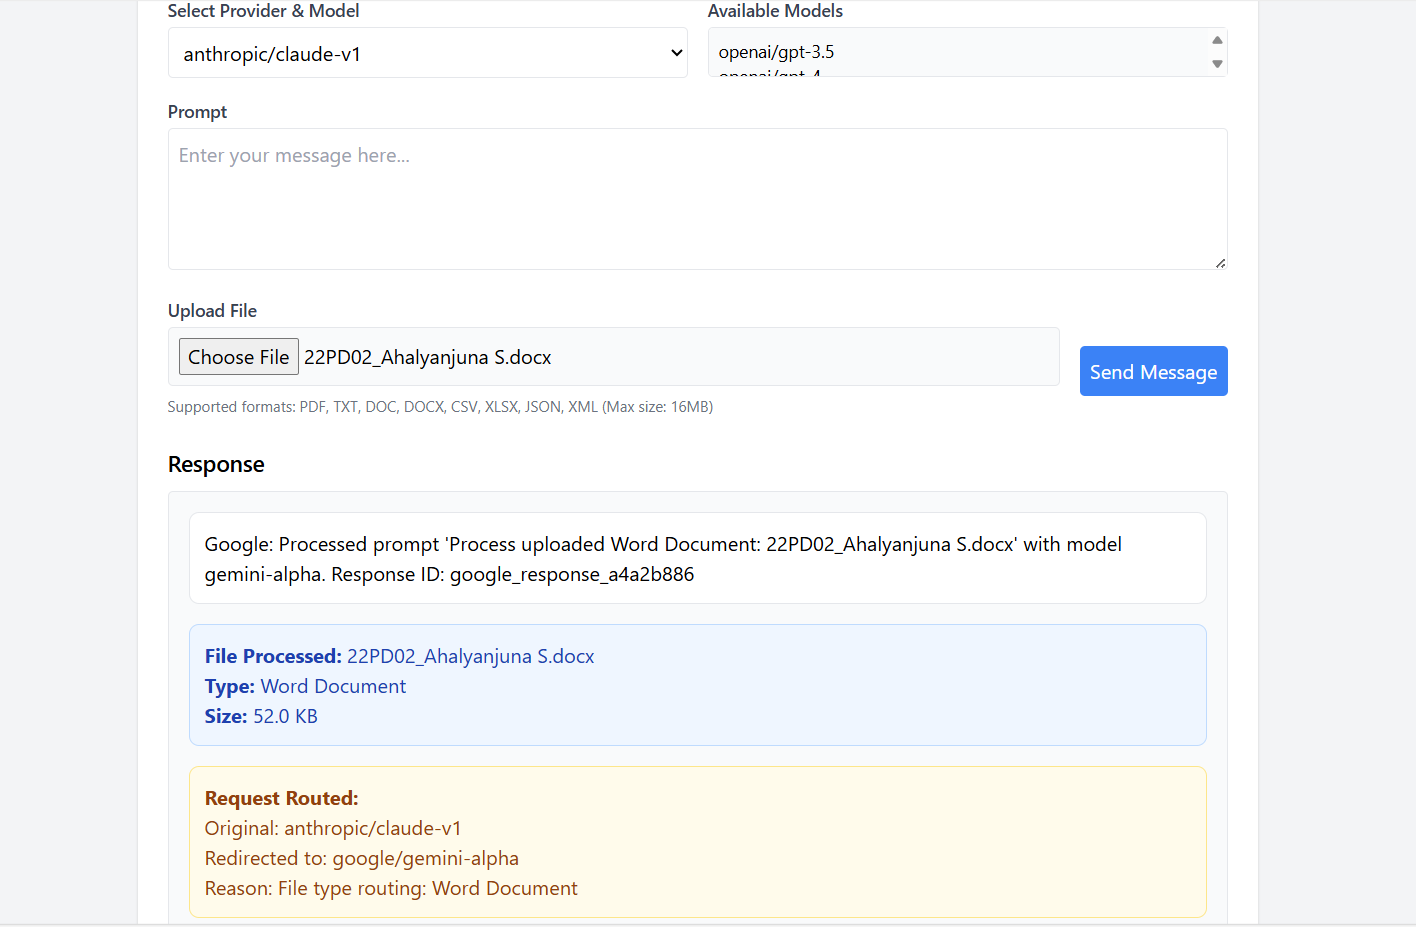 Select Provider & Model
Available Models
anthropic/claude-v1
openai/gpt-3.5
openai/gpt-4
Prompt
Enter your message here...
Upload File
Choose File 22PD02_Ahalyanjuna S.docx
Send Message
Supported formats: PDF, TXT, DOC, DOCX, CSV, XLSX, JSON, XML (Max size: 16MB)
Response
Google: Processed prompt 'Process uploaded Word Document: 22PD02_Ahalyanjuna S.docx' with model
gemini-alpha. Response ID: google_response_a4a2b886
File Processed: 22PD02_Ahalyanjuna S.docx
Type: Word Document
Size: 52.0 KB
Request Routed:
Original: anthropic/claude-v1
Redirected to: google/gemini-alpha
Reason: File type routing: Word Document